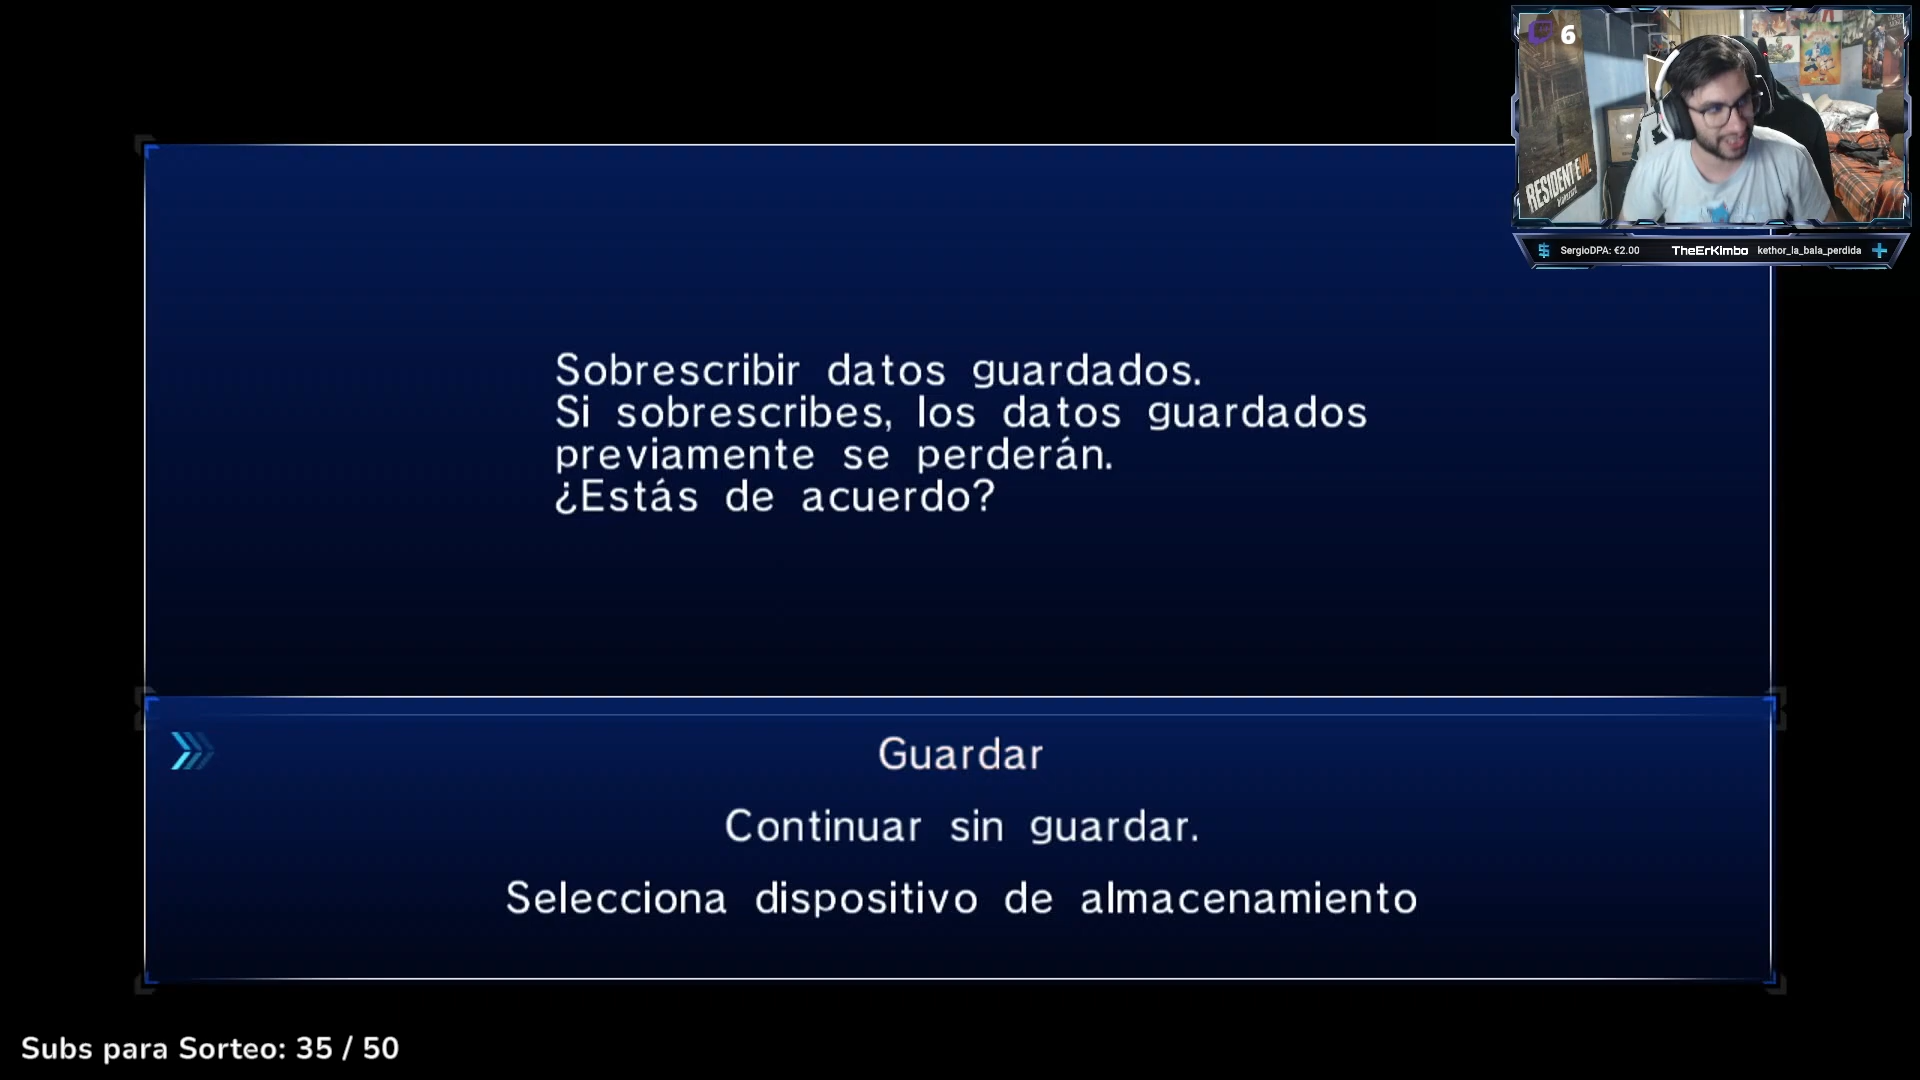 6
RESIDENT EVIL
SergioDPA: €2.00 TheErKimbo kethor_la_bala_perdida
Sobrescribir datos guardados.
Si sobrescribes, los datos guardados
previamente se perderán.
¿Estás de acuerdo?
Guardar
Continuar sin guardar.
Selecciona dispositivo de almacenamiento
Subs para Sorteo: 35 / 50